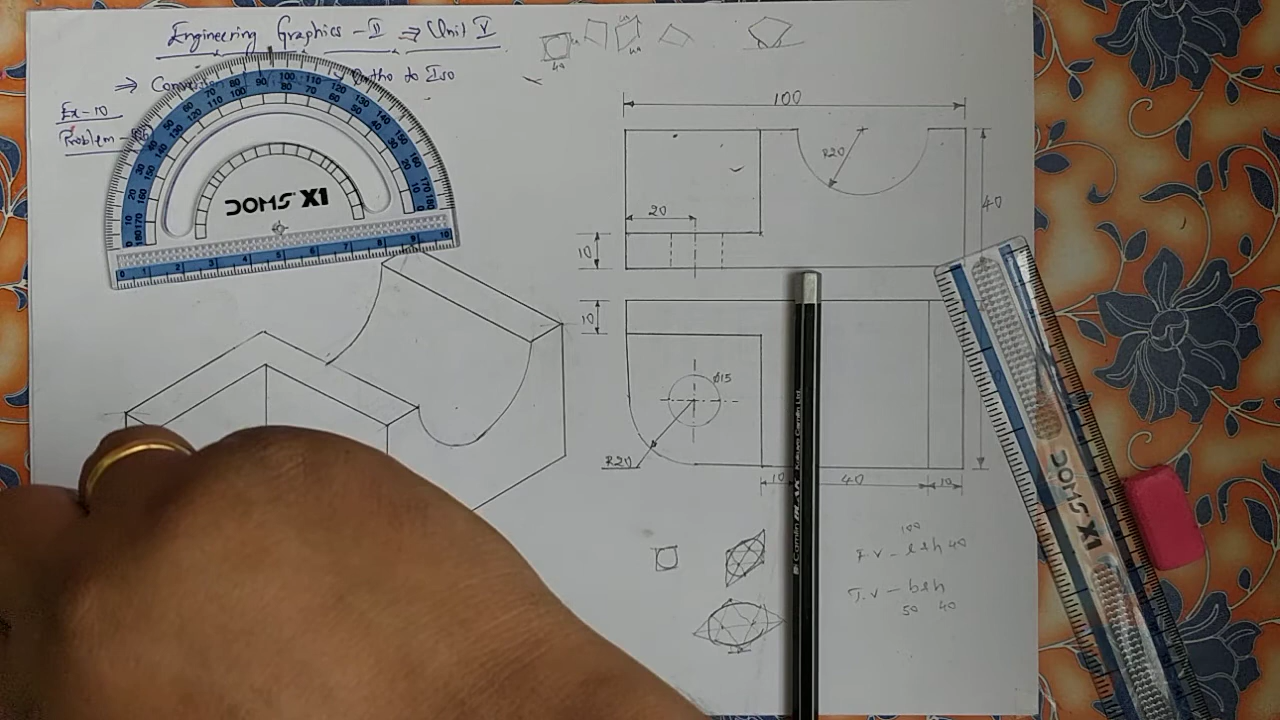 Engineering Graphics - II ⇒ Unit V
⇒ Ortho to Iso
Ex-10
Problem -
DOMS X1
100
R20
20
10
40
10
Ø15
R20
10
40
10
100
F.V - l & h 40
T.V - b & h
50 40
DOMS X1
Camlin